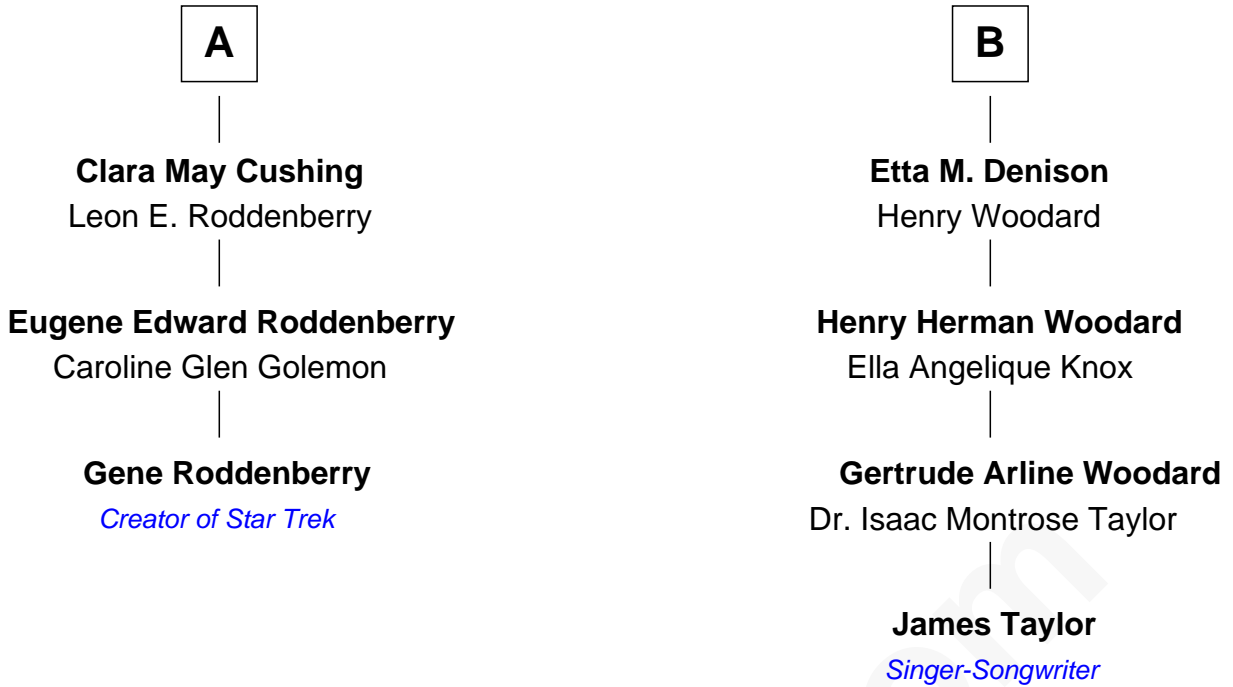 A
Clara May Cushing
Leon E. Roddenberry
Eugene Edward Roddenberry
Caroline Glen Golemon
Gene Roddenberry
Creator of Star Trek
B
Etta M. Denison
Henry Woodard
Henry Herman Woodard
Ella Angelique Knox
Gertrude Arline Woodard
Dr. Isaac Montrose Taylor
James Taylor
Singer-Songwriter